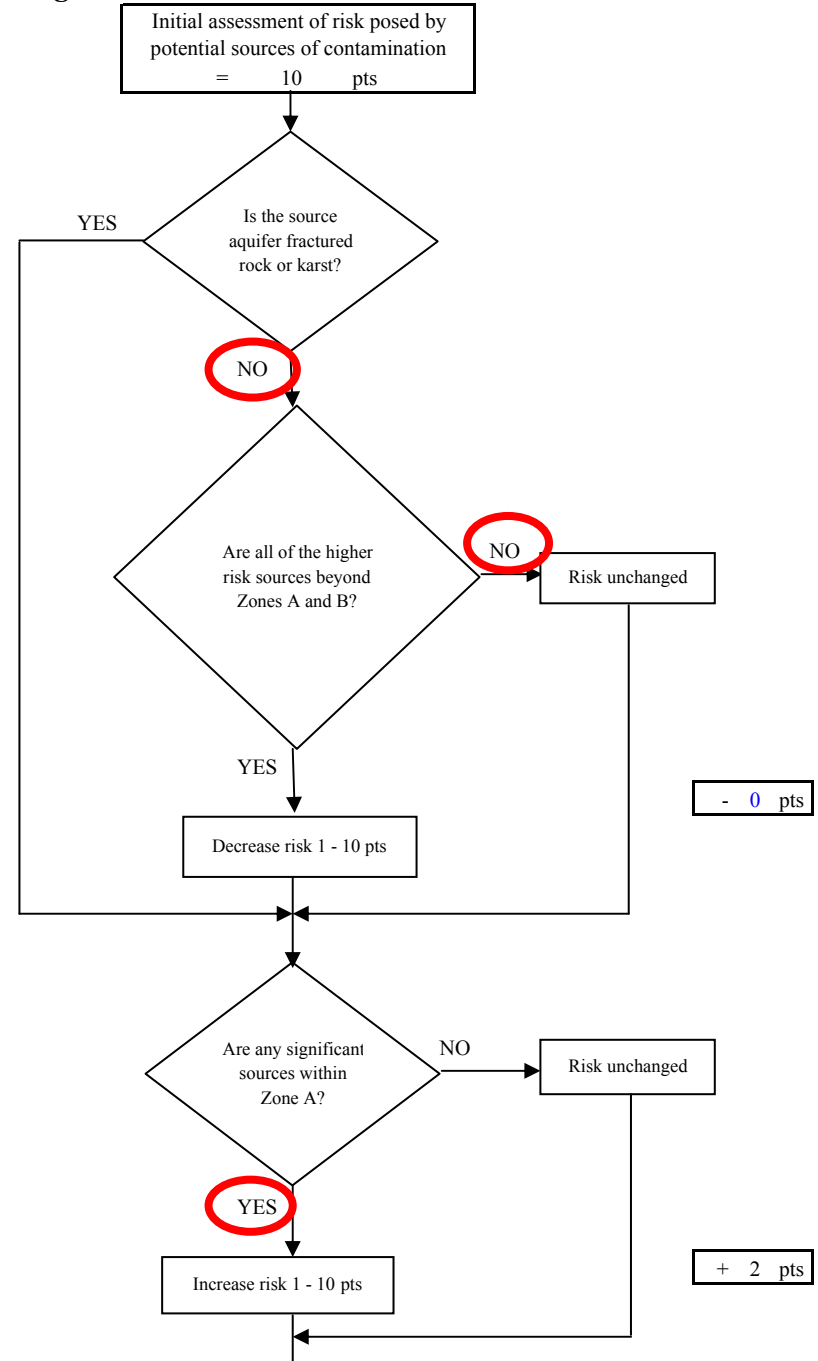 Initial assessment of risk posed by
potential sources of contamination
= 10 pts
YES
Is the source
aquifer fractured
rock or karst?
NO
Are all of the higher
risk sources beyond
Zones A and B?
NO
Risk unchanged
YES
- 0 pts
Decrease risk 1 - 10 pts
Are any significant
sources within
Zone A?
NO
Risk unchanged
YES
+ 2 pts
Increase risk 1 - 10 pts